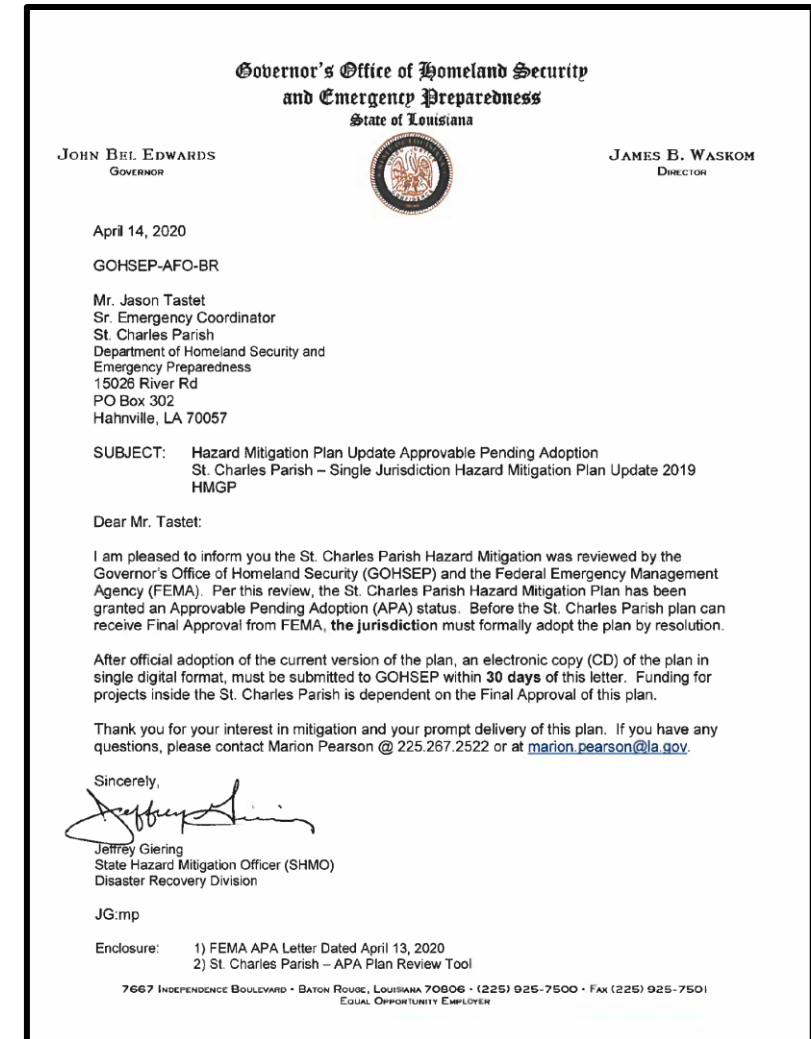 Governor's Office of Homeland Security
and Emergency Preparedness
State of Louisiana
JOHN BEL EDWARDS
GOVERNOR
JAMES B. WASKOM
DIRECTOR
April 14, 2020
GOHSEP-AFO-BR
Mr. Jason Tastet
Sr. Emergency Coordinator
St. Charles Parish
Department of Homeland Security and
Emergency Preparedness
15026 River Rd
PO Box 302
Hahnville, LA 70057
SUBJECT: Hazard Mitigation Plan Update Approvable Pending Adoption
St. Charles Parish – Single Jurisdiction Hazard Mitigation Plan Update 2019
HMGP
Dear Mr. Tastet:
I am pleased to inform you the St. Charles Parish Hazard Mitigation was reviewed by the
Governor's Office of Homeland Security (GOHSEP) and the Federal Emergency Management
Agency (FEMA). Per this review, the St. Charles Parish Hazard Mitigation Plan has been
granted an Approvable Pending Adoption (APA) status. Before the St. Charles Parish plan can
receive Final Approval from FEMA, the jurisdiction must formally adopt the plan by resolution.
After official adoption of the current version of the plan, an electronic copy (CD) of the plan in
single digital format, must be submitted to GOHSEP within 30 days of this letter. Funding for
projects inside the St. Charles Parish is dependent on the Final Approval of this plan.
Thank you for your interest in mitigation and your prompt delivery of this plan. If you have any
questions, please contact Marion Pearson @ 225.267.2522 or at marion.pearson@la.gov.
Sincerely,
Jeffrey Giering
State Hazard Mitigation Officer (SHMO)
Disaster Recovery Division
JG:mp
Enclosure: 1) FEMA APA Letter Dated April 13, 2020
2) St. Charles Parish – APA Plan Review Tool
7667 INDEPENDENCE BOULEVARD • BATON ROUGE, LOUISIANA 70806 • (225) 925-7500 • FAX (225) 925-7501
EQUAL OPPORTUNITY EMPLOYER